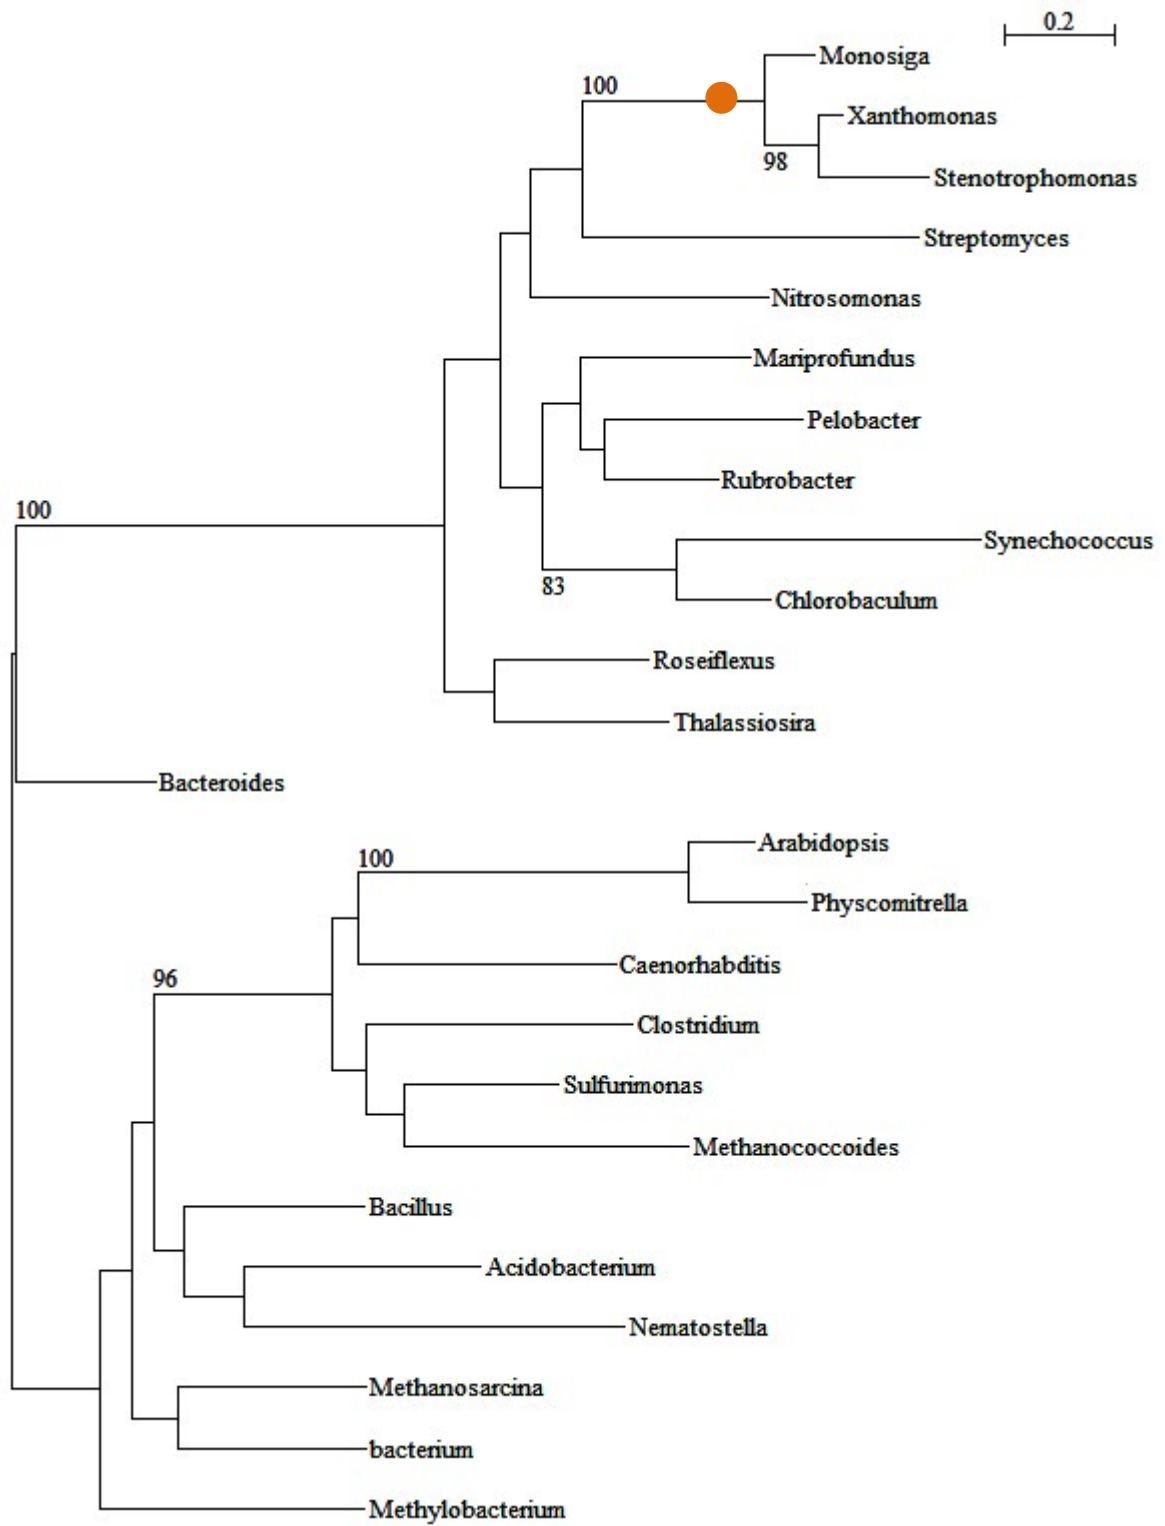 0.2
Monosiga
100
Xanthomonas
98
Stenotrophomonas
Streptomyces
Nitrosomonas
Mariprofundus
Pelobacter
Rubrobacter
100
Synechococcus
83
Chlorobaculum
Roseiflexus
Thalassiosira
Bacteroides
Arabidopsis
100
Physcomitrella
Caenorhabditis
96
Clostridium
Sulfurimonas
Methanococcoides
Bacillus
Acidobacterium
Nematostella
Methanosarcina
bacterium
Methylobacterium